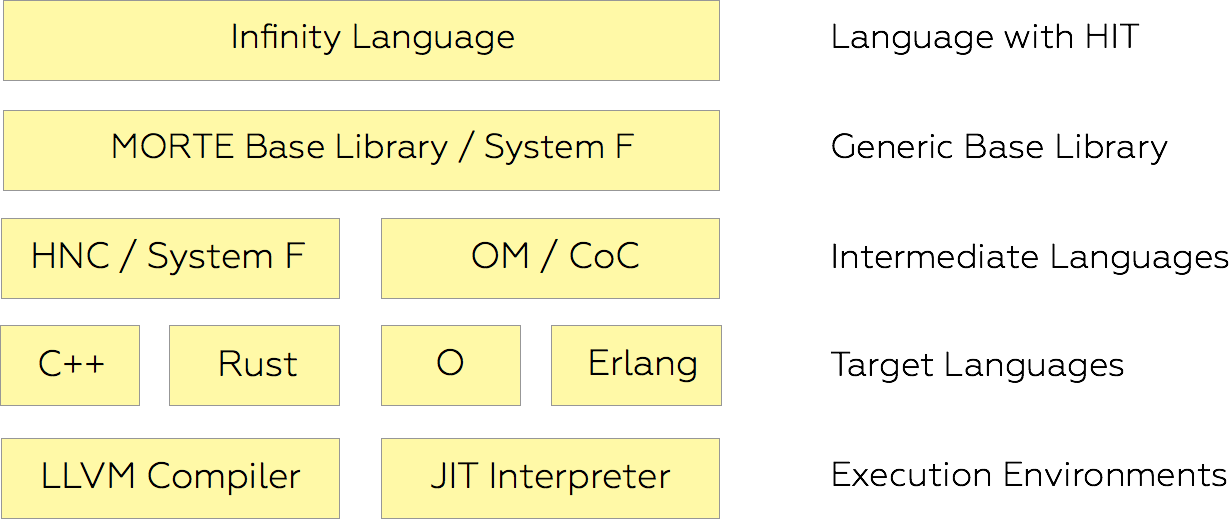 Infinity Language Language with HIT
MORTE Base Library / System F Generic Base Library
HNC / System F OM / CoC Intermediate Languages
C++ Rust O Erlang Target Languages
LLVM Compiler JIT Interpreter Execution Environments